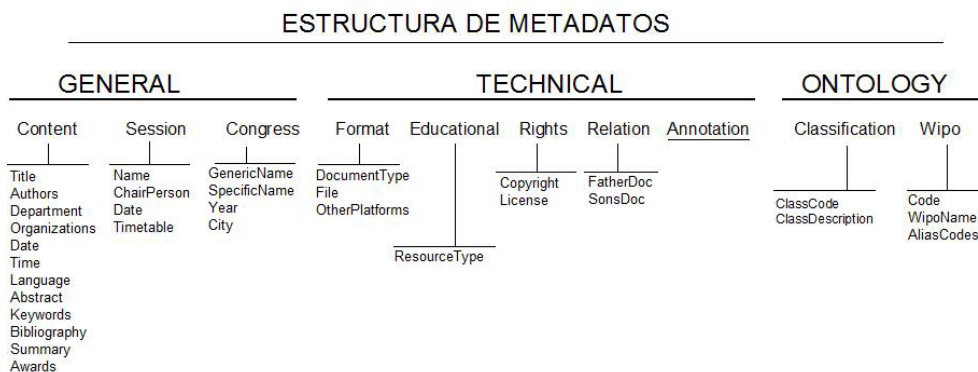 ESTRUCTURA DE METADATOS
GENERAL
TECHNICAL
ONTOLOGY
Content
Session
Congress
Format
Educational
Rights
Relation
Annotation
Classification
Wipo
Title
Authors
Department
Organizations
Date
Time
Language
Abstract
Keywords
Bibliography
Summary
Awards
Name
ChairPerson
Date
Timetable
GenericName
SpecificName
Year
City
DocumentType
File
OtherPlatforms
ResourceType
Copyright
License
FatherDoc
SonsDoc
ClassCode
ClassDescription
Code
WipoName
AliasCodes